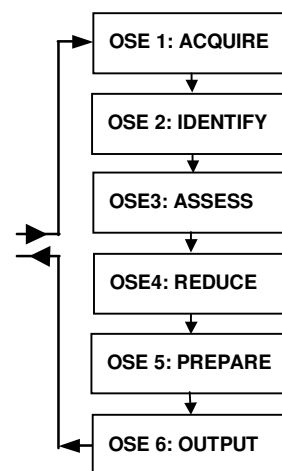 OSE 1: ACQUIRE
OSE 2: IDENTIFY
OSE3: ASSESS
OSE4: REDUCE
OSE 5: PREPARE
OSE 6: OUTPUT